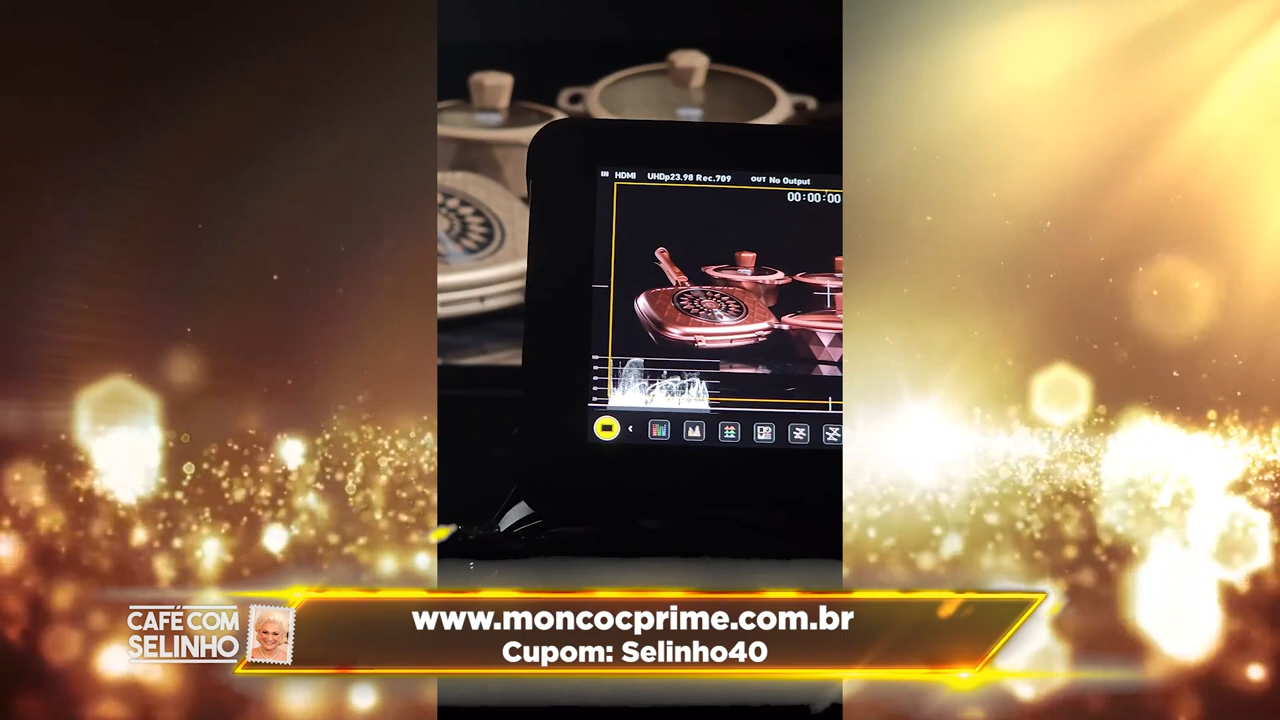 IN HDMI UHDp23.98 Rec.709 OUT No Output
00:00:00
CAFÉ COM
SELINHO
www.moncocprime.com.br
Cupom: Selinho40